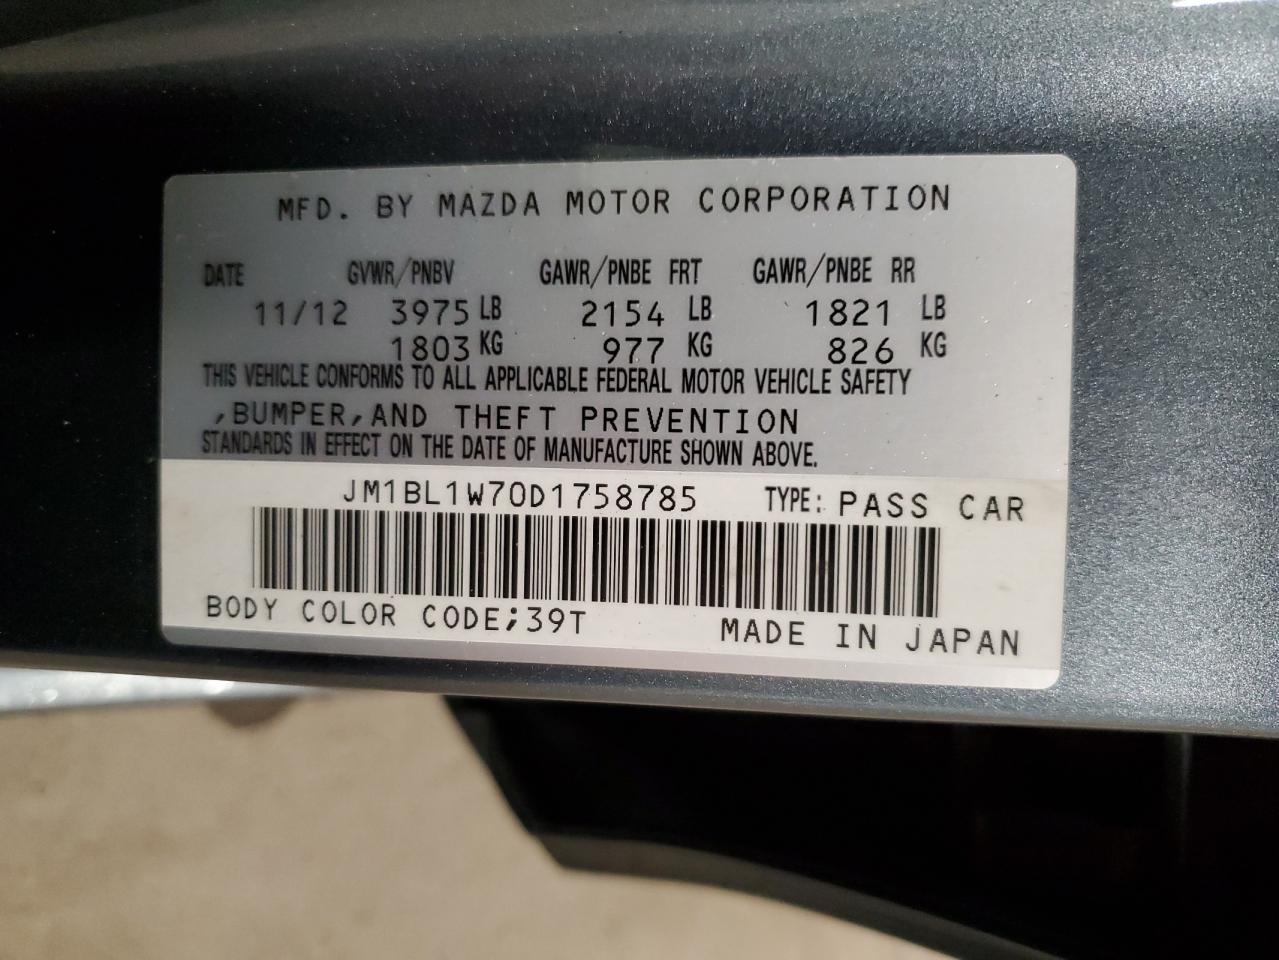 MFD. BY MAZDA MOTOR CORPORATION
DATE GVWR/PNBV GAWR/PNBE FRT GAWR/PNBE RR
11/12 3975 LB 2154 LB 1821 LB
1803 KG 977 KG 826 KG
THIS VEHICLE CONFORMS TO ALL APPLICABLE FEDERAL MOTOR VEHICLE SAFETY
,BUMPER,AND THEFT PREVENTION
STANDARDS IN EFFECT ON THE DATE OF MANUFACTURE SHOWN ABOVE.
JM1BL1W70D1758785 TYPE: PASS CAR
BODY COLOR CODE;39T MADE IN JAPAN